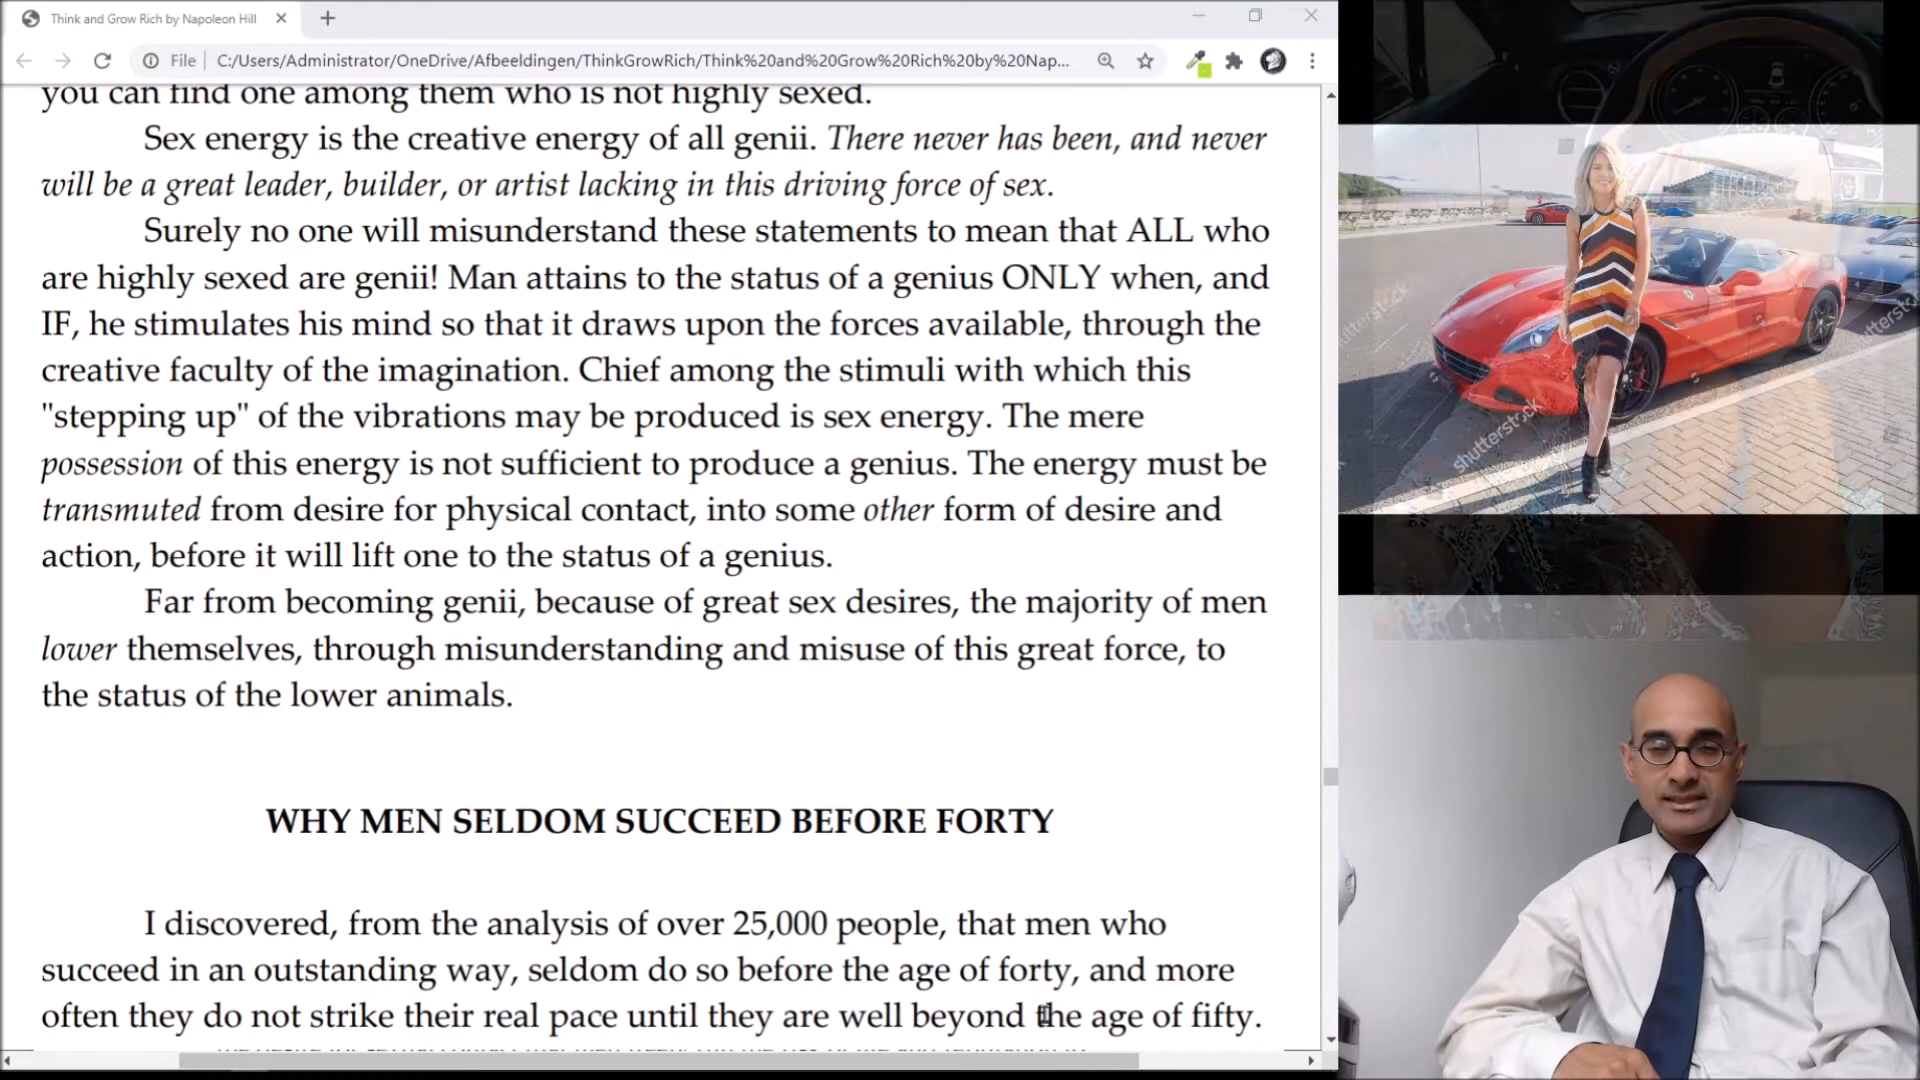 Think and Grow Rich by Napoleon Hill
File
C:/Users/Administrator/OneDrive/Afbeeldingen/ThinkGrowRich/Think%20and%20Grow%20Rich%20by%20Nap...
you can find one among them who is not highly sexed.
Sex energy is the creative energy of all genii. There never has been, and never
will be a great leader, builder, or artist lacking in this driving force of sex.
Surely no one will misunderstand these statements to mean that ALL who
are highly sexed are genii! Man attains to the status of a genius ONLY when, and
IF, he stimulates his mind so that it draws upon the forces available, through the
creative faculty of the imagination. Chief among the stimuli with which this
"stepping up" of the vibrations may be produced is sex energy. The mere
possession of this energy is not sufficient to produce a genius. The energy must be
transmuted from desire for physical contact, into some other form of desire and
action, before it will lift one to the status of a genius.
Far from becoming genii, because of great sex desires, the majority of men
lower themselves, through misunderstanding and misuse of this great force, to
the status of the lower animals.
WHY MEN SELDOM SUCCEED BEFORE FORTY
I discovered, from the analysis of over 25,000 people, that men who
succeed in an outstanding way, seldom do so before the age of forty, and more
often they do not strike their real pace until they are well beyond the age of fifty.
shutterstock